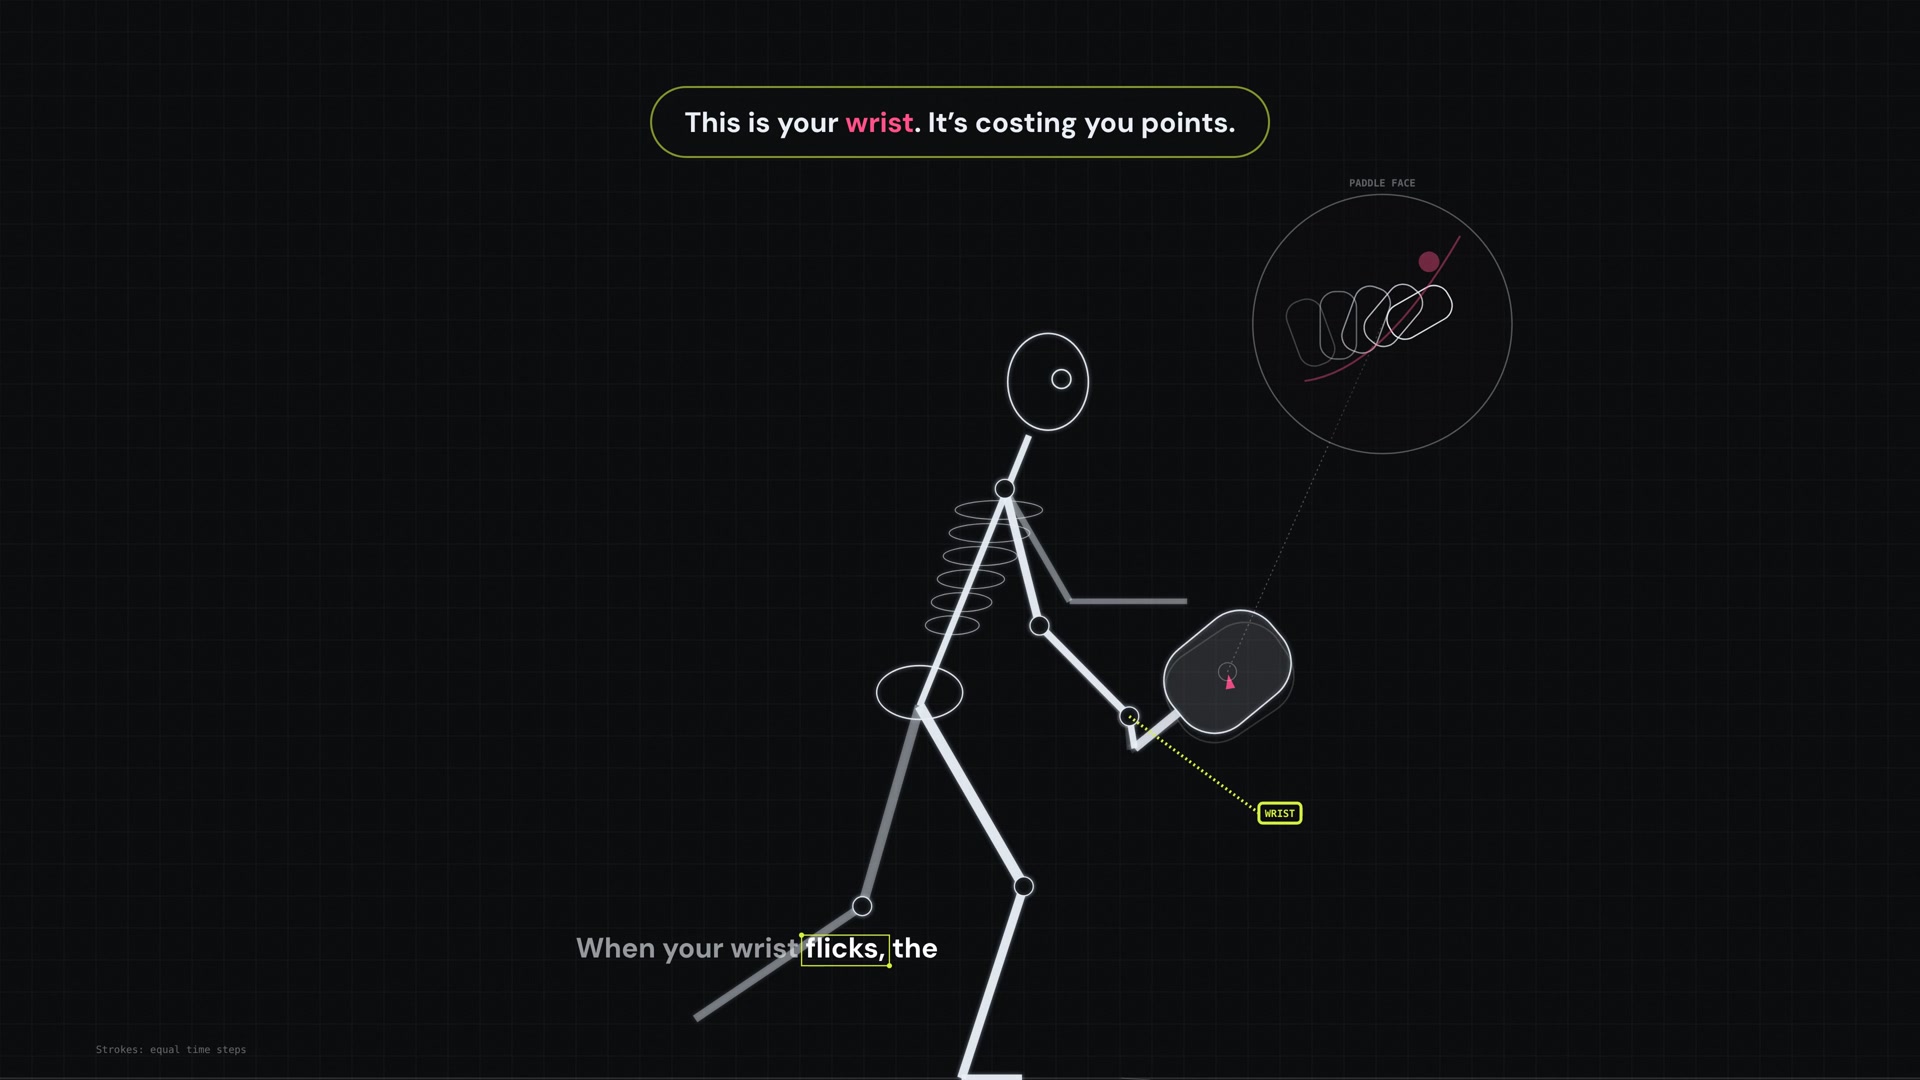 This is your wrist. It’s costing you points.
PADDLE FACE
WRIST
When your wrist flicks, the
Strokes: equal time steps